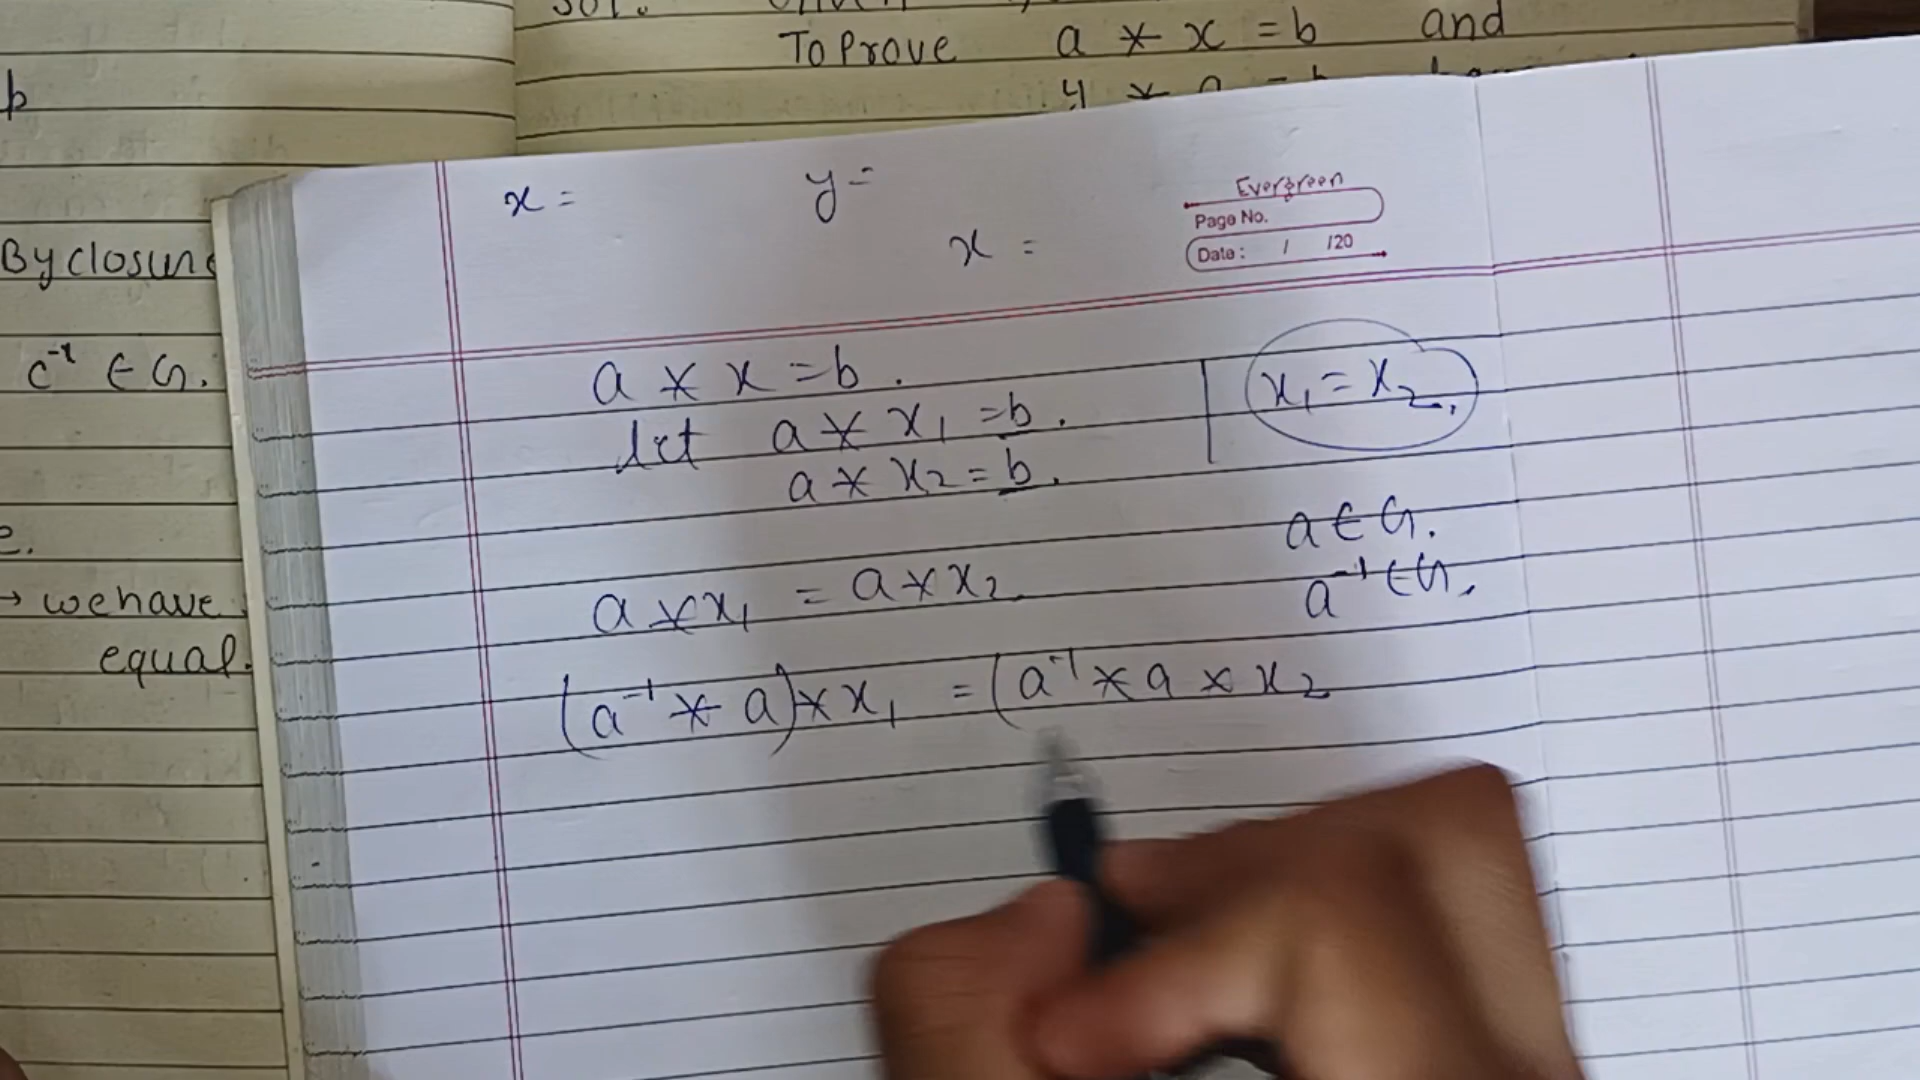 To Prove a * x = b and
b
x = y =
x =
Evergreen
Page No.
Date : / /20
By closure
c⁻¹ ∈ G.
a * x = b .
let a * x₁ = b .
a * x₂ = b .
x₁ = x₂ .
a ∈ G .
a⁻¹ ∈ G .
a * x₁ = a * x₂ .
→ we have
equal .
(a⁻¹ * a) * x₁ = (a⁻¹ * a * x₂